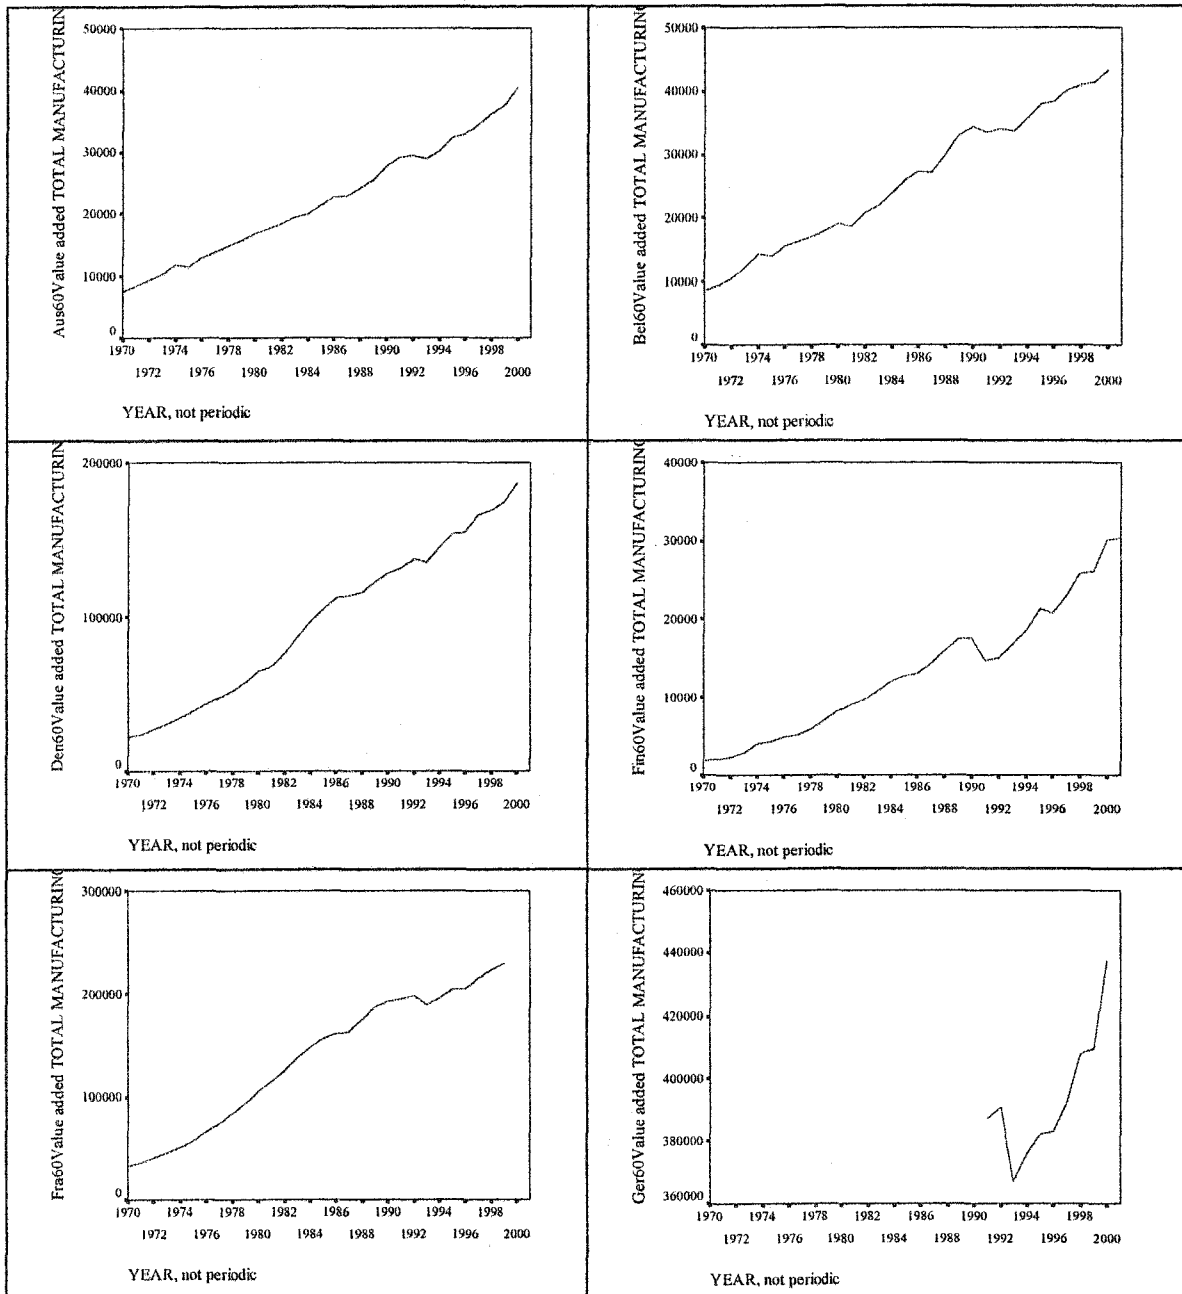 Aus60Value added TOTAL MANUFACTURING
50000
40000
30000
20000
10000
0
1970 1974 1978 1982 1986 1990 1994 1998
1972 1976 1980 1984 1988 1992 1996 2000
YEAR, not periodic
Bel60Value added TOTAL MANUFACTURING
50000
40000
30000
20000
10000
0
1970 1974 1978 1982 1986 1990 1994 1998
1972 1976 1980 1984 1988 1992 1996 2000
YEAR, not periodic
Den60Value added TOTAL MANUFACTURING
200000
100000
0
1970 1974 1978 1982 1986 1990 1994 1998
1972 1976 1980 1984 1988 1992 1996 2000
YEAR, not periodic
Fin60Value added TOTAL MANUFACTURING
40000
30000
20000
10000
0
1970 1974 1978 1982 1986 1990 1994 1998
1972 1976 1980 1984 1988 1992 1996 2000
YEAR, not periodic
Fra60Value added TOTAL MANUFACTURING
300000
200000
100000
0
1970 1974 1978 1982 1986 1990 1994 1998
1972 1976 1980 1984 1988 1992 1996 2000
YEAR, not periodic
Ger60Value added TOTAL MANUFACTURING
460000
440000
420000
400000
380000
360000
1970 1974 1978 1982 1986 1990 1994 1998
1972 1976 1980 1984 1988 1992 1996 2000
YEAR, not periodic